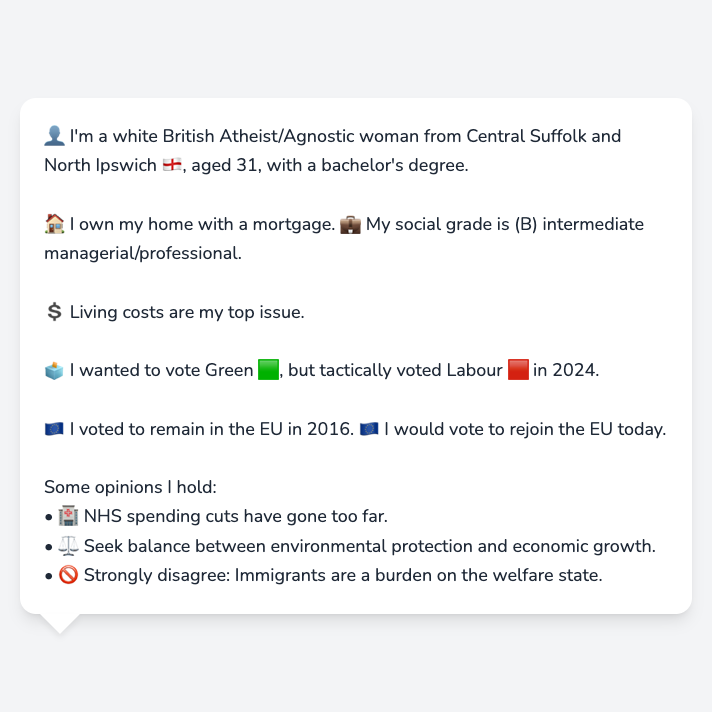 👤 I'm a white British Atheist/Agnostic woman from Central Suffolk and
North Ipswich 🏴󠁧󠁢󠁥󠁮󠁧󠁿, aged 31, with a bachelor's degree.
🏠 I own my home with a mortgage. 💼 My social grade is (B) intermediate
managerial/professional.
💲 Living costs are my top issue.
🗳️ I wanted to vote Green 🟩, but tactically voted Labour 🟥 in 2024.
🇪🇺 I voted to remain in the EU in 2016. 🇪🇺 I would vote to rejoin the EU today.
Some opinions I hold:
• 🏥 NHS spending cuts have gone too far.
• ⚖️ Seek balance between environmental protection and economic growth.
• 🚫 Strongly disagree: Immigrants are a burden on the welfare state.